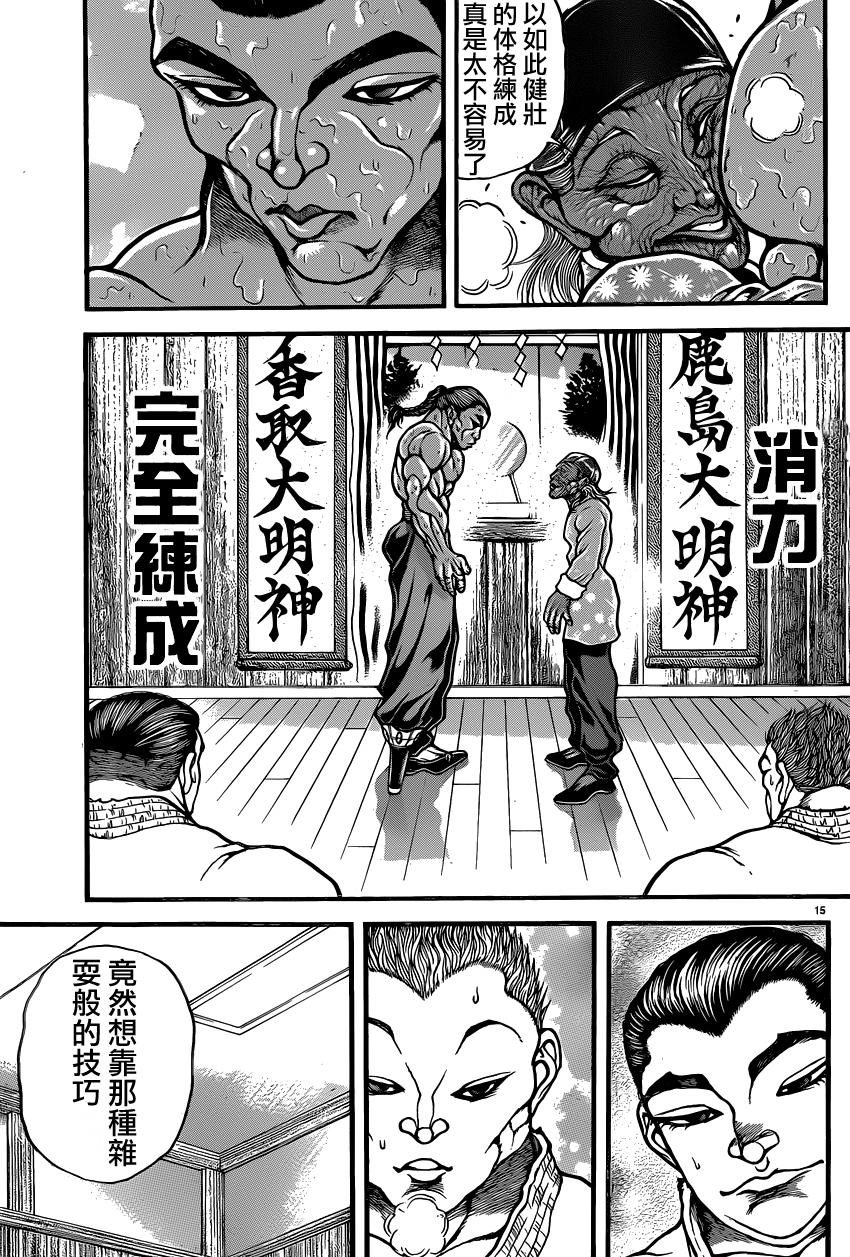 以如此健壯
的体格練成
真是太不容易了
消力
鹿島大明神
香取大明神
完全練成
15
竟然想靠那種雜
耍般的技巧